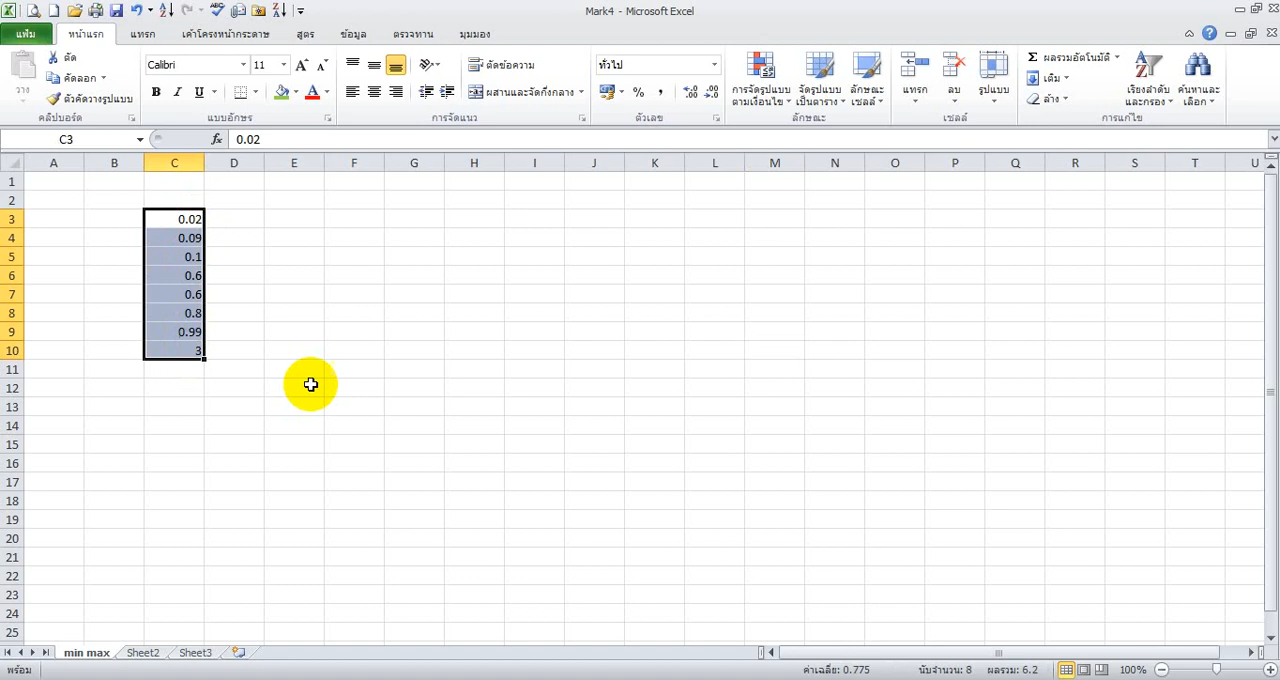 Mark4 - Microsoft Excel
แฟ้ม หน้าแรก แทรก เค้าโครงหน้ากระดาษ สูตร ข้อมูล ตรวจทาน มุมมอง
วาง
ตัด
คัดลอก
ตัวคัดวางรูปแบบ
คลิปบอร์ด
Calibri 11
B I U
แบบอักษร
ตัดข้อความ
ผสานและจัดกึ่งกลาง
การจัดแนว
ทั่วไป
% ,
ตัวเลข
การจัดรูปแบบ
ตามเงื่อนไข
จัดรูปแบบ
เป็นตาราง
ลักษณะ
เซลล์
ลักษณะ
แทรก ลบ รูปแบบ
เซลล์
ผลรวมอัตโนมัติ
เติม
ล้าง
เรียงลำดับ
และกรอง
ค้นหาและ
เลือก
การแก้ไข
C3 fx 0.02
A B C D E F G H I J K L M N O P Q R S T U
1
2
3 0.02
4 0.09
5 0.1
6 0.6
7 0.6
8 0.8
9 0.99
10 3
11
12
13
14
15
16
17
18
19
20
21
22
23
24
25
min max Sheet2 Sheet3
พร้อม ค่าเฉลี่ย: 0.775 นับจำนวน: 8 ผลรวม: 6.2 100%